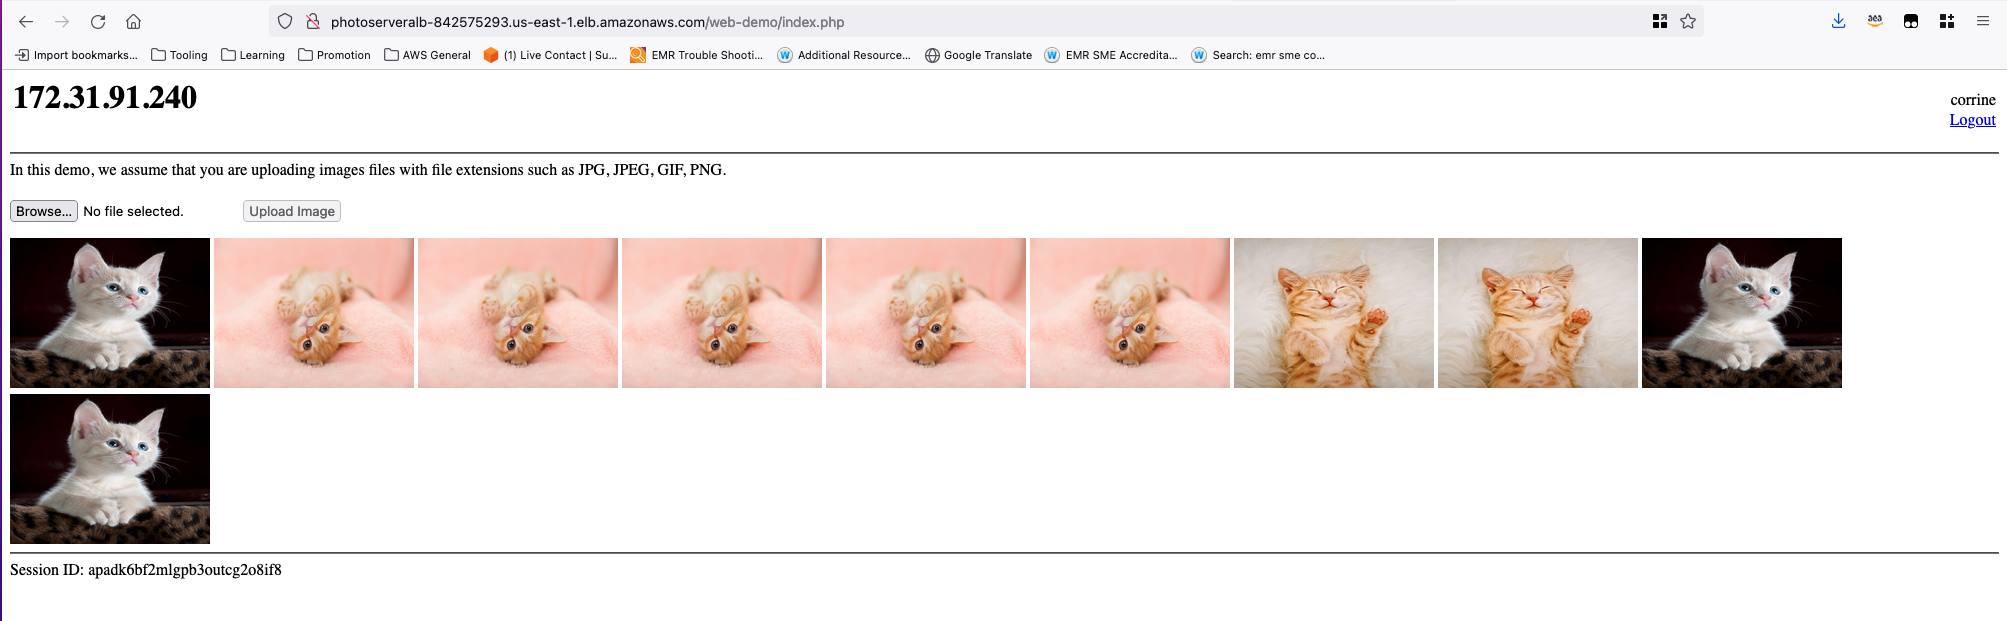 photoserveralb-842575293.us-east-1.elb.amazonaws.com/web-demo/index.php
Import bookmarks... Tooling Learning Promotion AWS General (1) Live Contact | Su... EMR Trouble Shooti... Additional Resource... Google Translate EMR SME Accredita... Search: emr sme co...
172.31.91.240
corrine
Logout
In this demo, we assume that you are uploading images files with file extensions such as JPG, JPEG, GIF, PNG.
Browse... No file selected. Upload Image
Session ID: apadk6bf2mlgpb3outcg2o8if8